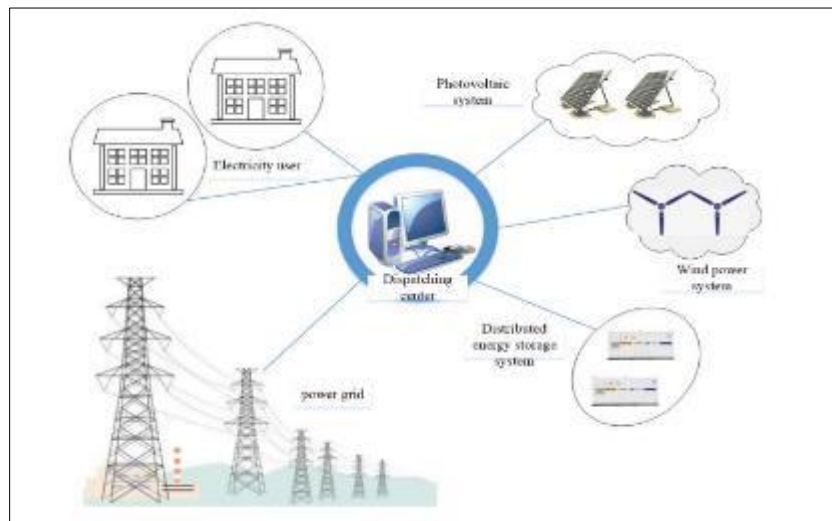 Photovoltaic
system
Electricity user
Wind power
system
Dispatching
center
Distributed
energy storage
system
power grid